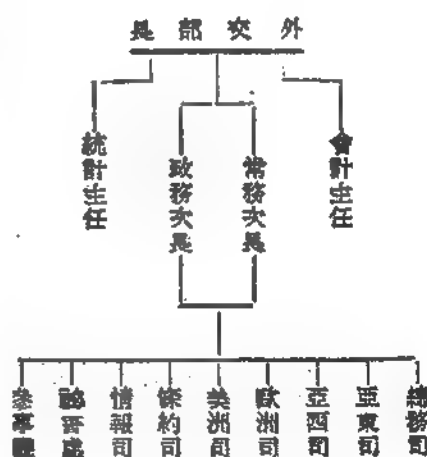 外交部長
會計主任
常務次長
政務次長
統計主任
總務司
亞東司
亞西司
歐洲司
美洲司
條約司
情報司
秘書處
參事廳